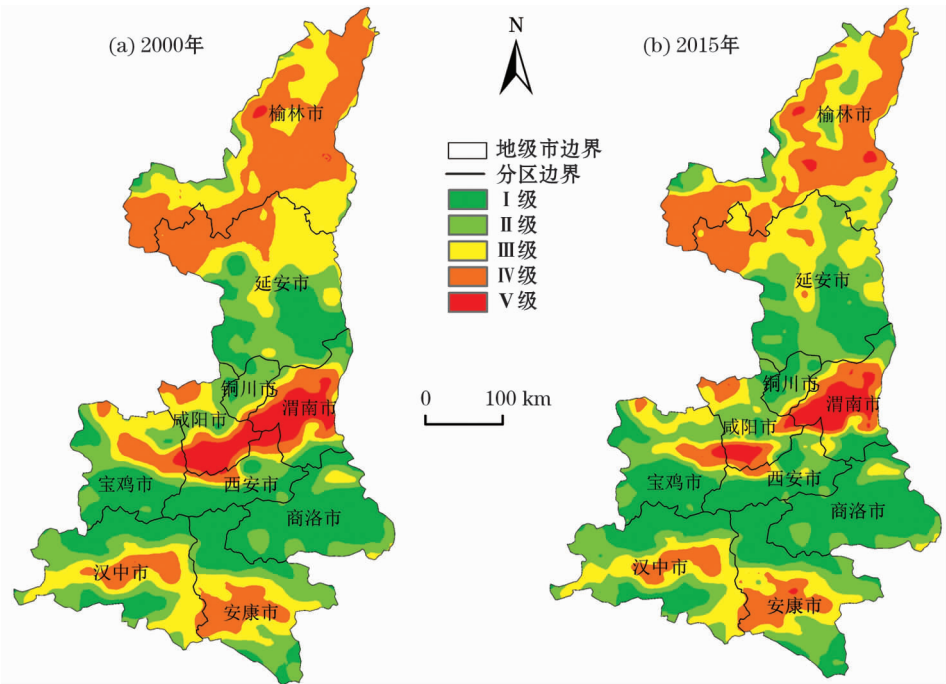 (a) 2000年
N
(b) 2015年
榆林市
延安市
铜川市
渭南市
咸阳市
西安市
宝鸡市
商洛市
汉中市
安康市
地级市边界
分区边界
Ⅰ级
Ⅱ级
Ⅲ级
Ⅳ级
Ⅴ级
0 100 km
榆林市
延安市
铜川市
渭南市
咸阳市
西安市
宝鸡市
商洛市
汉中市
安康市